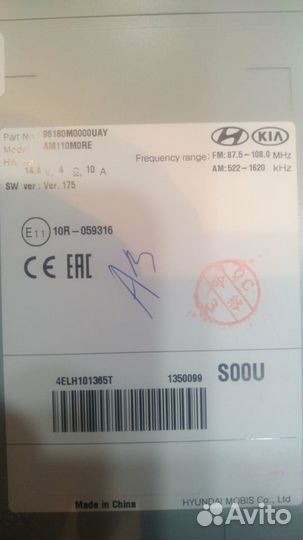 Part No : 96180M0000UAY
Model AM110M0RE
HYUNDAI KIA
14.4 V, 4 Ω, 10 A
Frequency range : FM: 87.5-108.0 MHz
AM: 522-1620 kHz
SW ver : Ver. 175
E11 10R-059316
CE EAC
Q.C
4ELH101365T 1350099 S00U
Made in China
HYUNDAI MOBIS Co., Ltd
Avito